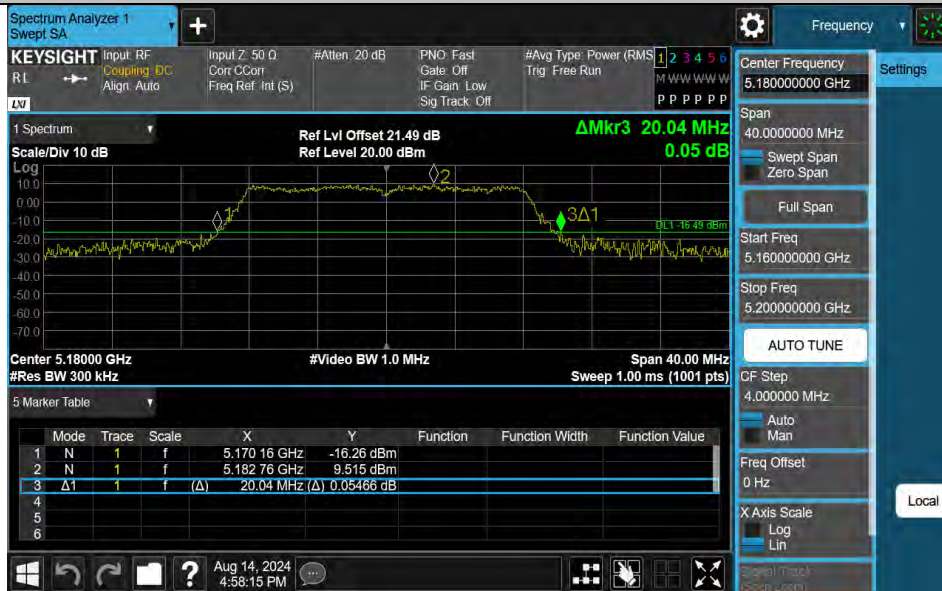 Spectrum Analyzer 1
Swept SA
+
Frequency
KEYSIGHT
RL
LXI
Input: RF
Coupling: DC
Align: Auto
Input Z: 50 Ω
Corr CCorr
Freq Ref: Int (S)
#Atten: 20 dB
PNO: Fast
Gate: Off
IF Gain: Low
Sig Track: Off
#Avg Type: Power (RMS
Trig: Free Run
1 2 3 4 5 6
M W W W W W
P P P P P P
1 Spectrum
Scale/Div 10 dB
Log
Ref Lvl Offset 21.49 dB
Ref Level 20.00 dBm
ΔMkr3 20.04 MHz
0.05 dB
10.0
0.00
-10.0
-20.0
-30.0
-40.0
-50.0
-60.0
-70.0
1
2
3Δ1
DL1 -16.49 dBm
Center 5.18000 GHz
#Video BW 1.0 MHz
Span 40.00 MHz
#Res BW 300 kHz
Sweep 1.00 ms (1001 pts)
5 Marker Table
Mode Trace Scale X Y Function Function Width Function Value
1 N 1 f 5.170 16 GHz -16.26 dBm
2 N 1 f 5.182 76 GHz 9.515 dBm
3 Δ1 1 f (Δ) 20.04 MHz (Δ) 0.05466 dB
4
5
6
?
Aug 14, 2024
4:58:15 PM
Center Frequency
5.180000000 GHz
Span
40.0000000 MHz
Swept Span
Zero Span
Full Span
Start Freq
5.160000000 GHz
Stop Freq
5.200000000 GHz
AUTO TUNE
CF Step
4.000000 MHz
Auto
Man
Freq Offset
0 Hz
X Axis Scale
Log
Lin
Signal Track
Settings
Local